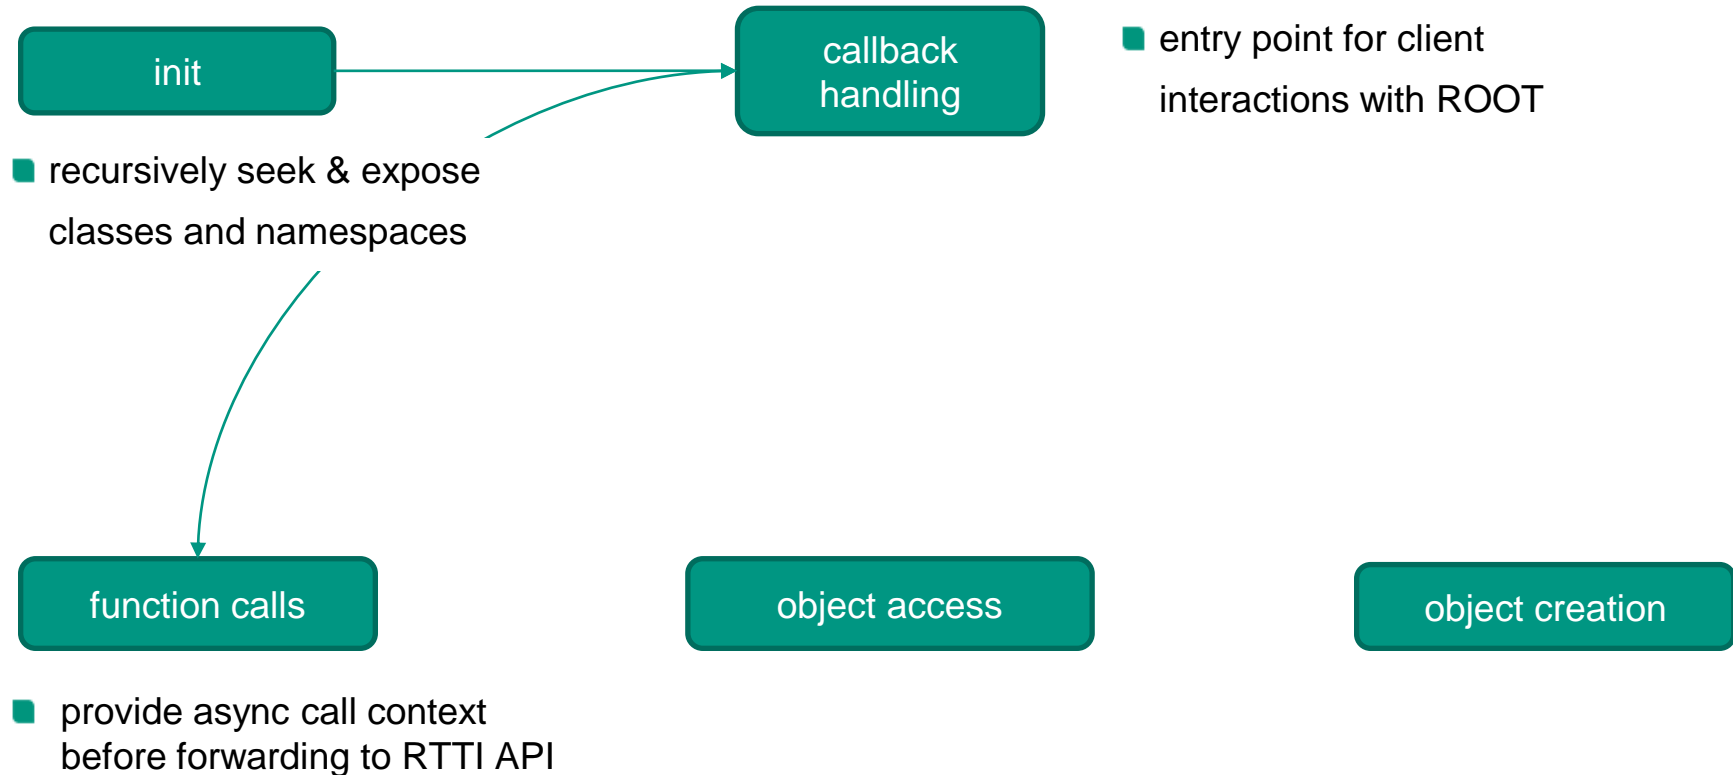 init
callback
handling
entry point for client
interactions with ROOT
recursively seek & expose
classes and namespaces
function calls
object access
object creation
provide async call context
before forwarding to RTTI API